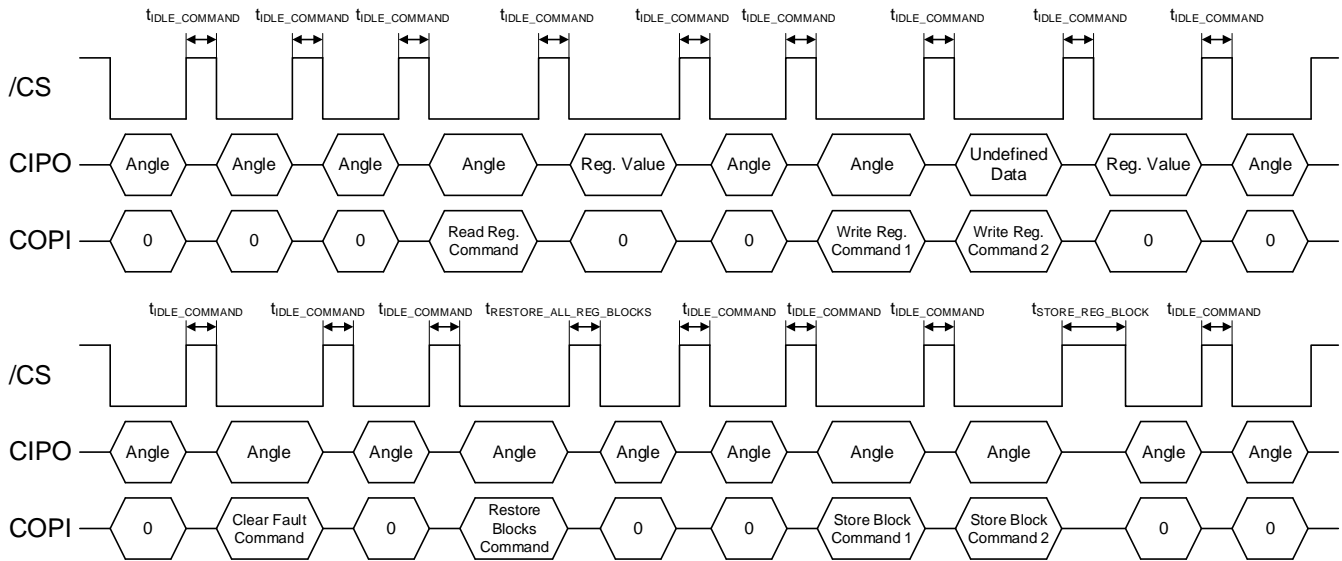 tIDLE_COMMAND tIDLE_COMMAND tIDLE_COMMAND tIDLE_COMMAND tIDLE_COMMAND tIDLE_COMMAND tIDLE_COMMAND tIDLE_COMMAND tIDLE_COMMAND
/CS
CIPO Angle Angle Angle Angle Reg. Value Angle Angle Undefined Data Reg. Value Angle
COPI 0 0 0 Read Reg. Command 0 0 Write Reg. Command 1 Write Reg. Command 2 0 0
tIDLE_COMMAND tIDLE_COMMAND tIDLE_COMMAND tRESTORE_ALL_REG_BLOCKS tIDLE_COMMAND tIDLE_COMMAND tIDLE_COMMAND tSTORE_REG_BLOCK tIDLE_COMMAND
/CS
CIPO Angle Angle Angle Angle Angle Angle Angle Angle Angle Angle
COPI 0 Clear Fault Command 0 Restore Blocks Command 0 0 Store Block Command 1 Store Block Command 2 0 0